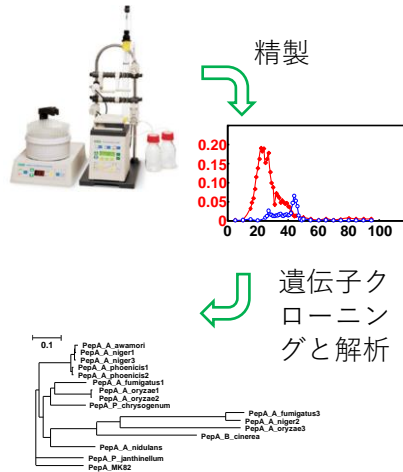 精製
0.20
0.15
0.10
0.05
0
0 20 40 60 80 100
遺伝子ク
ローニン
グと解析
0.1
PepA_A_awamori
PepA_A_niger1
PepA_A_niger3
PepA_A_phoenicis1
PepA_A_phoenicis2
PepA_A_fumigatus1
PepA_A_oryzae1
PepA_A_oryzae2
PepA_P_chrysogenum
PepA_A_fumigatus3
PepA_A_niger2
PepA_A_oryzae3
PepA_B_cinerea
PepA_A_nidulans
PepA_P_janthinellum
PepA_MK82